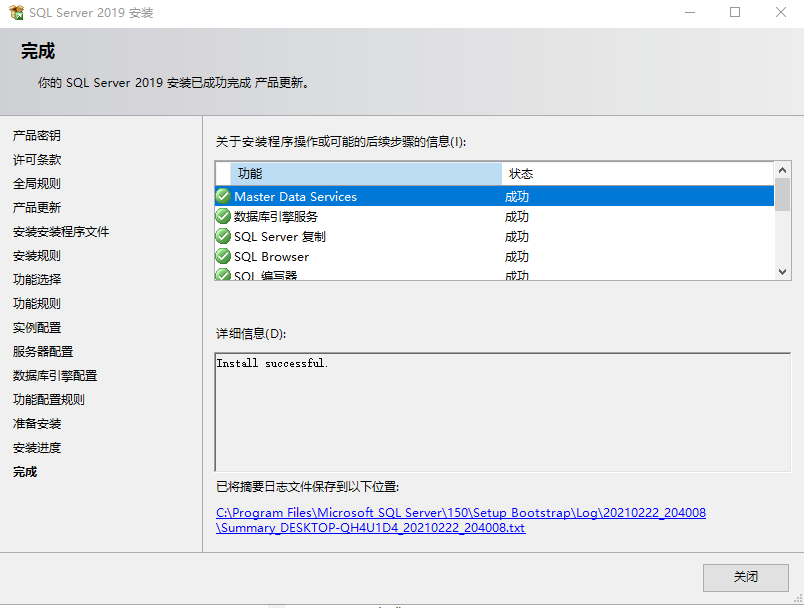 SQL Server 2019 安装
完成
你的 SQL Server 2019 安装已成功完成 产品更新。
产品密钥
许可条款
全局规则
产品更新
安装安装程序文件
安装规则
功能选择
功能规则
实例配置
服务器配置
数据库引擎配置
功能配置规则
准备安装
安装进度
完成
关于安装程序操作或可能的后续步骤的信息(I):
功能 状态
Master Data Services 成功
数据库引擎服务 成功
SQL Server 复制 成功
SQL Browser 成功
SQL 编写器 成功
详细信息(D):
Install successful.
已将摘要日志文件保存到以下位置:
C:\Program Files\Microsoft SQL Server\150\Setup Bootstrap\Log\20210222_204008
\Summary_DESKTOP-QH4U1D4_20210222_204008.txt
关闭